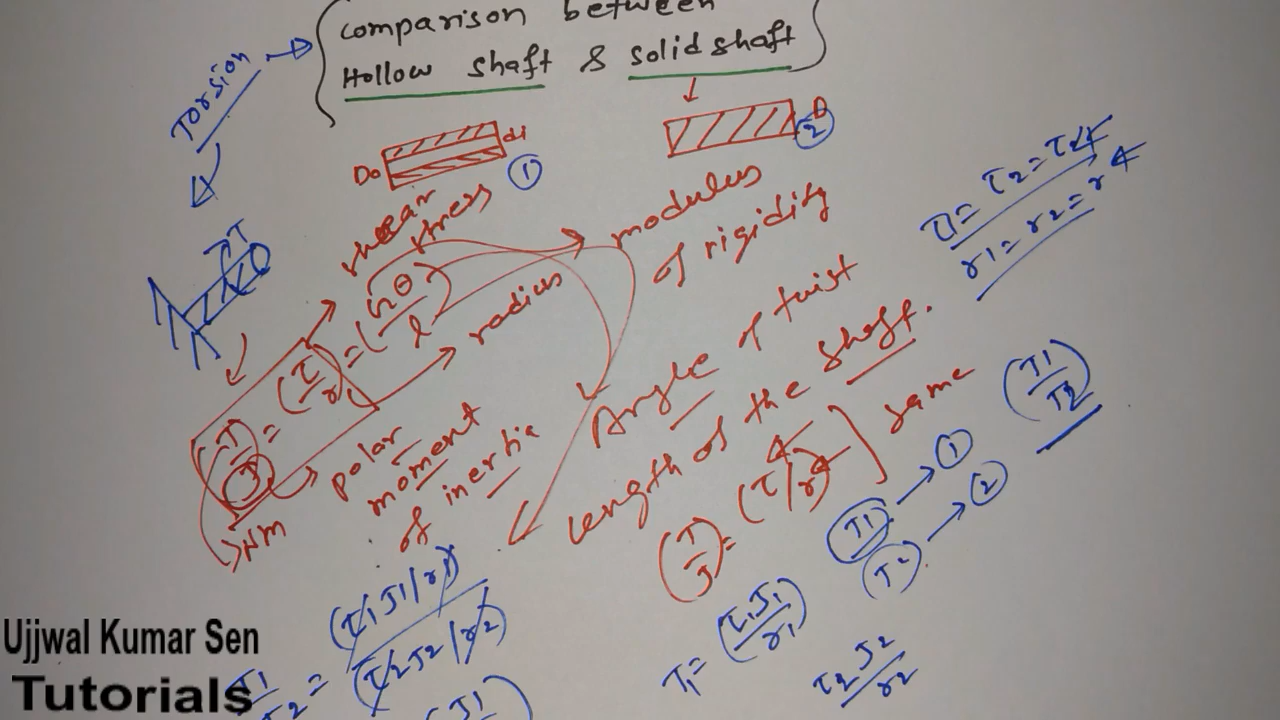 comparison between
Hollow shaft & solid shaft
Torsion
Do
di
①
D
②
T
shear
stress
modulus
of rigidity
τ1 = τ2 = τ
r1 = r2 = r
(T/J) = (τ/r) = (nθ/l)
radius
polar
moment
of inertia
NM
Angle of twist
length of the shaft.
(T/J) = (τ/r) same
T1 → ①
T2 → ②
(T1/T2)
T1 = (τ1J1/r1)
τ2J2/r2
T1/T2 = (τ1J1/r1)/(τ2J2/r2)
(J1
Ujjwal Kumar Sen
Tutorials